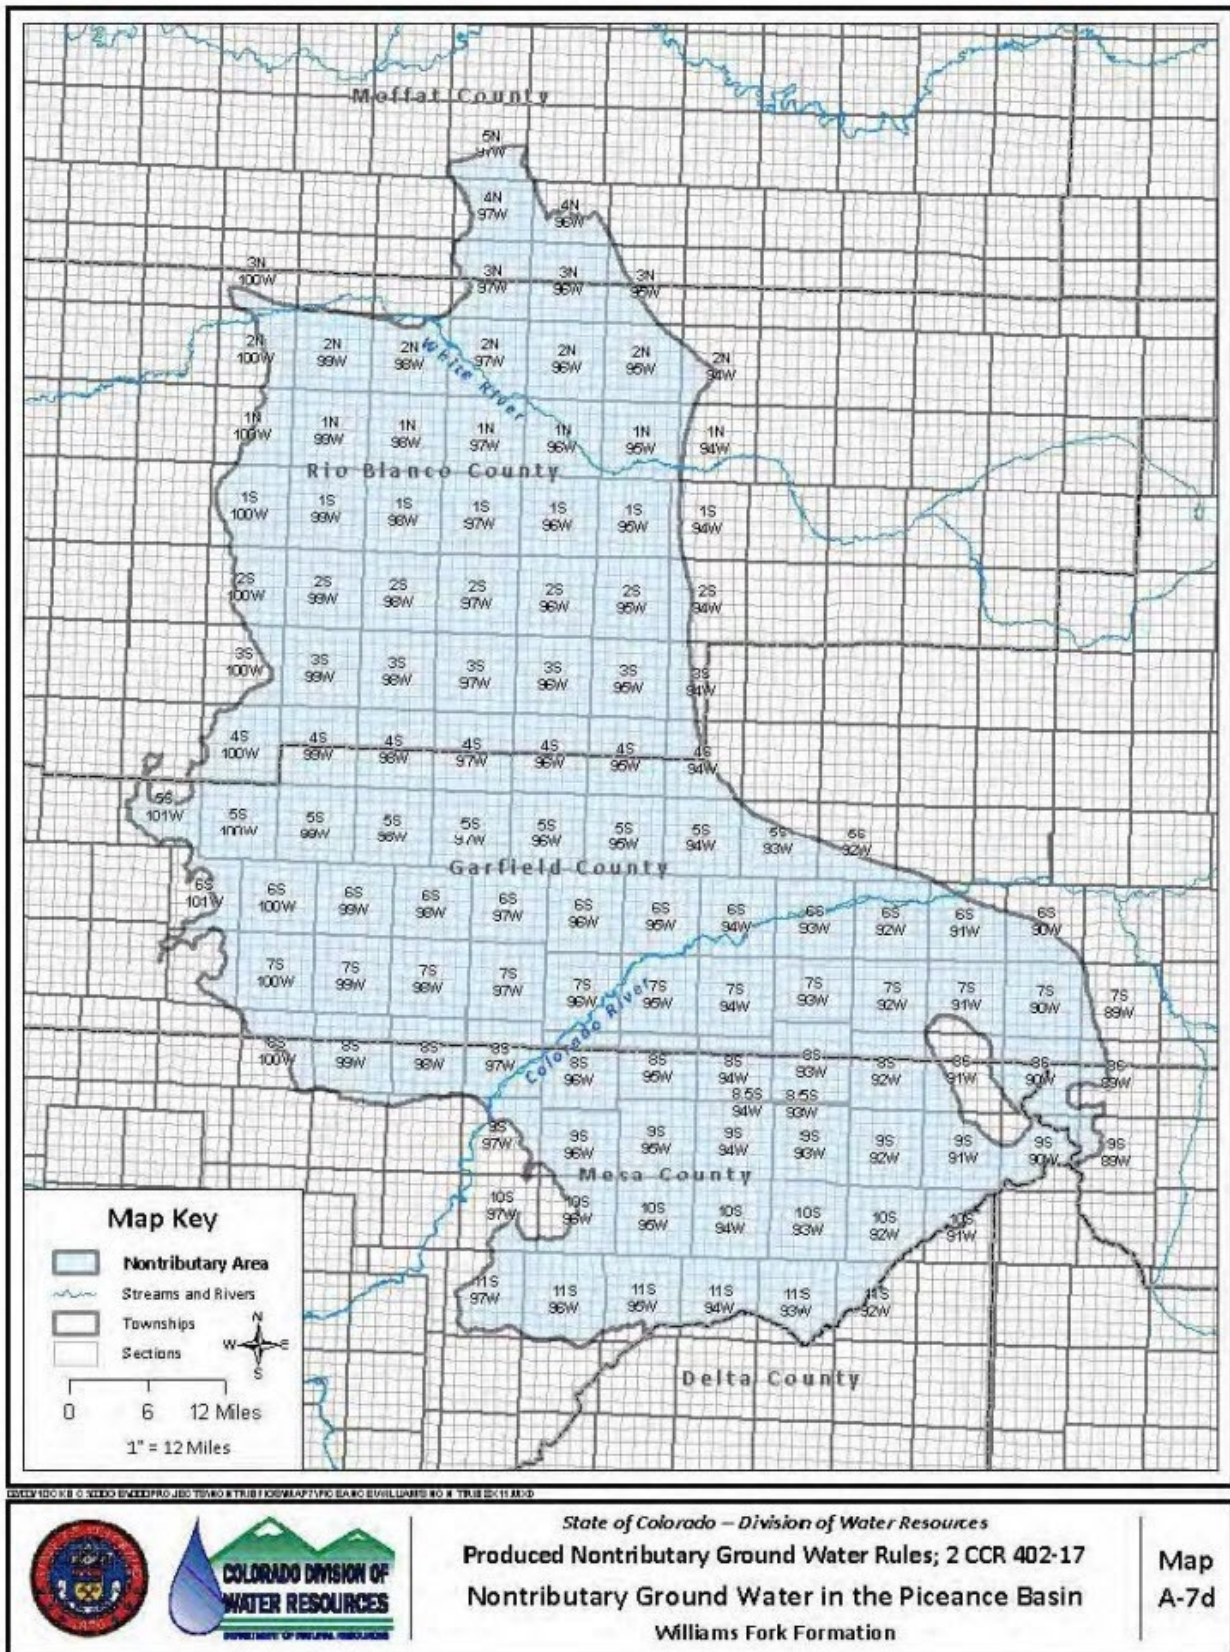 Moffat County
5N
97W
4N
97W
4N
96W
3N
100W
3N
97W
3N
96W
3N
95W
2N
100W
2N
99W
2N
98W
White River
2N
97W
2N
96W
2N
95W
2N
94W
1N
100W
1N
99W
1N
98W
1N
97W
1N
96W
1N
95W
1N
94W
Rio Blanco County
1S
100W
1S
99W
1S
98W
1S
97W
1S
96W
1S
95W
1S
94W
2S
100W
2S
99W
2S
98W
2S
97W
2S
96W
2S
95W
2S
94W
3S
100W
3S
99W
3S
98W
3S
97W
3S
96W
3S
95W
3S
94W
4S
100W
4S
99W
4S
98W
4S
97W
4S
96W
4S
95W
4S
94W
5S
101W
5S
100W
5S
99W
5S
98W
5S
97W
5S
96W
5S
95W
5S
94W
5S
93W
5S
92W
Garfield County
6S
101W
6S
100W
6S
99W
6S
98W
6S
97W
6S
96W
6S
95W
6S
94W
6S
93W
6S
92W
6S
91W
6S
90W
7S
100W
7S
99W
7S
98W
7S
97W
7S
96W
7S
95W
7S
94W
7S
93W
7S
92W
7S
91W
7S
90W
7S
89W
Colorado River
8S
100W
8S
99W
8S
98W
8S
97W
8S
96W
8S
95W
8S
94W
8S
93W
8S
92W
8S
91W
8S
90W
8S
89W
8.5S
94W
8.5S
93W
9S
97W
9S
96W
9S
95W
9S
94W
9S
93W
9S
92W
9S
91W
9S
90W
9S
89W
Mesa County
10S
97W
10S
96W
10S
95W
10S
94W
10S
93W
10S
92W
10S
91W
11S
97W
11S
96W
11S
95W
11S
94W
11S
93W
11S
92W
Delta County
Map Key
Nontributary Area
Streams and Rivers
Townships
Sections
N
W E
S
0 6 12 Miles
1" = 12 Miles
COLORADO DIVISION OF
WATER RESOURCES
DEPARTMENT OF NATURAL RESOURCES
State of Colorado – Division of Water Resources
Produced Nontributary Ground Water Rules; 2 CCR 402-17
Nontributary Ground Water in the Piceance Basin
Williams Fork Formation
Map
A-7d